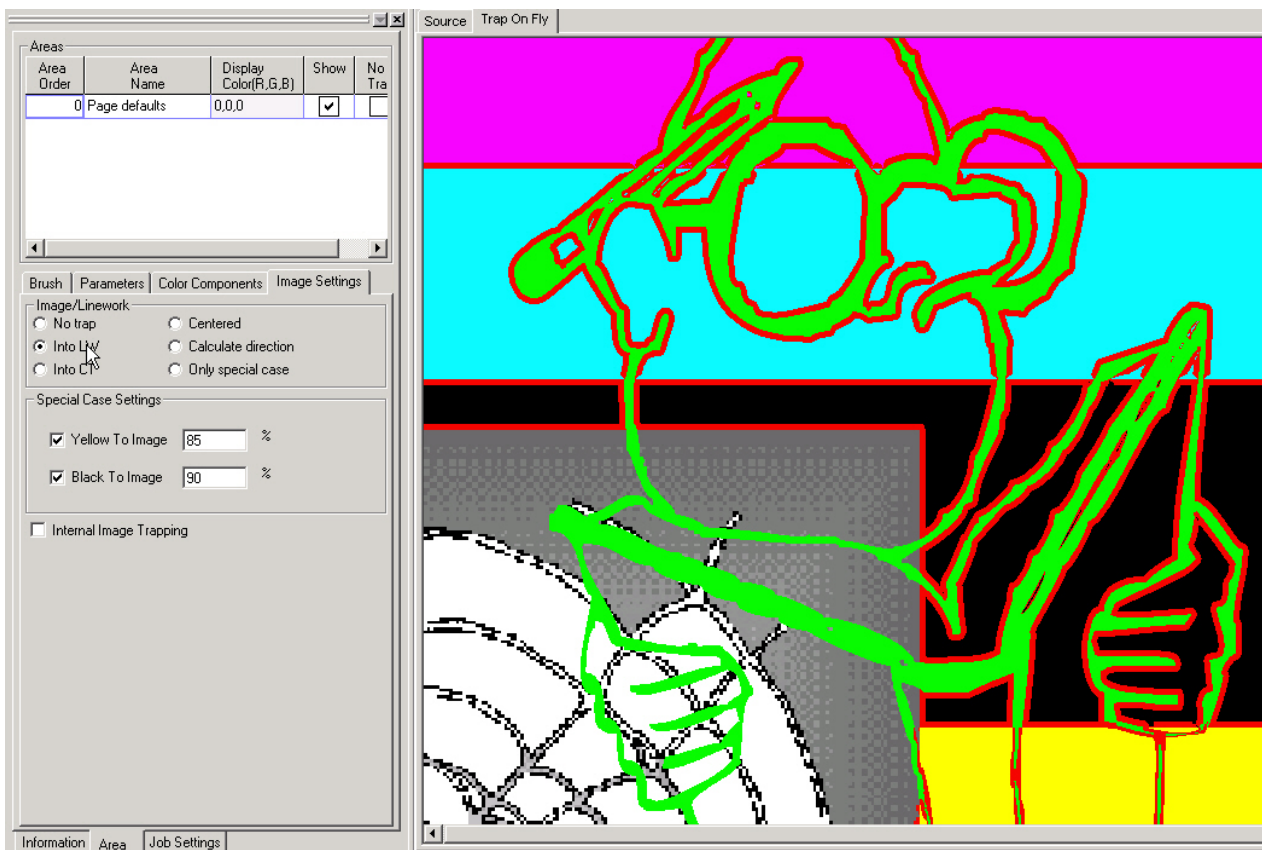 Source Trap On Fly
Areas
Area Order Area Name Display Color(R,G,B) Show No Tra
0 Page defaults 0,0,0
Brush Parameters Color Components Image Settings
Image/Linework
No trap Centered
Into LW Calculate direction
Into CT Only special case
Special Case Settings
Yellow To Image 85 %
Black To Image 90 %
Internal Image Trapping
Information Area Job Settings